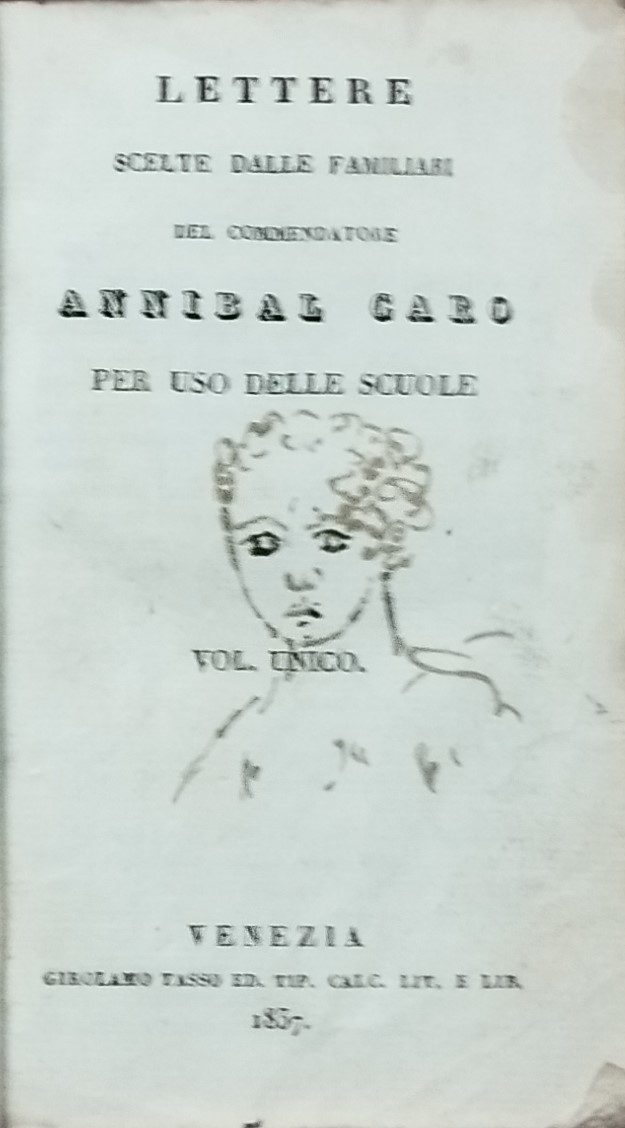 LETTERE
SCELTE DALLE FAMILIARI
DEL COMMENDATORE
ANNIBAL CARO
PER USO DELLE SCUOLE
VOL. UNICO.
VENEZIA
GIROLAMO TASSO ED. TIP. CALC. LIT. E LIB.
1837.